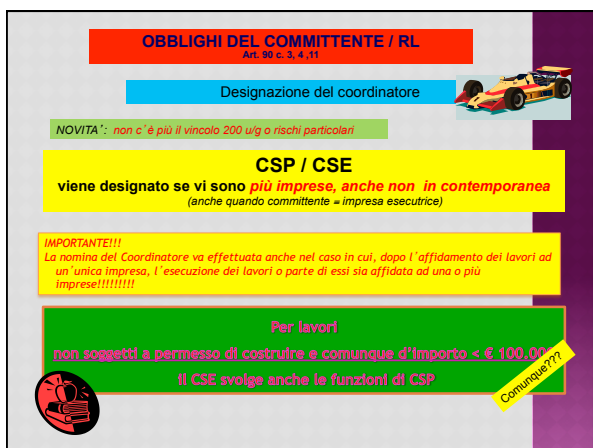 OBBLIGHI DEL COMMITTENTE / RL
Art. 90 c. 3, 4 ,11
Designazione del coordinatore
NOVITA': non c'è più il vincolo 200 u/g o rischi particolari
CSP / CSE
viene designato se vi sono più imprese, anche non in contemporanea
(anche quando committente = impresa esecutrice)
IMPORTANTE!!!
La nomina del Coordinatore va effettuata anche nel caso in cui, dopo l'affidamento dei lavori ad
un'unica impresa, l'esecuzione dei lavori o parte di essi sia affidata ad una o più
imprese!!!!!!!!!
Per lavori
non soggetti a permesso di costruire e comunque d'importo < € 100.000
il CSE svolge anche le funzioni di CSP
Comunque???